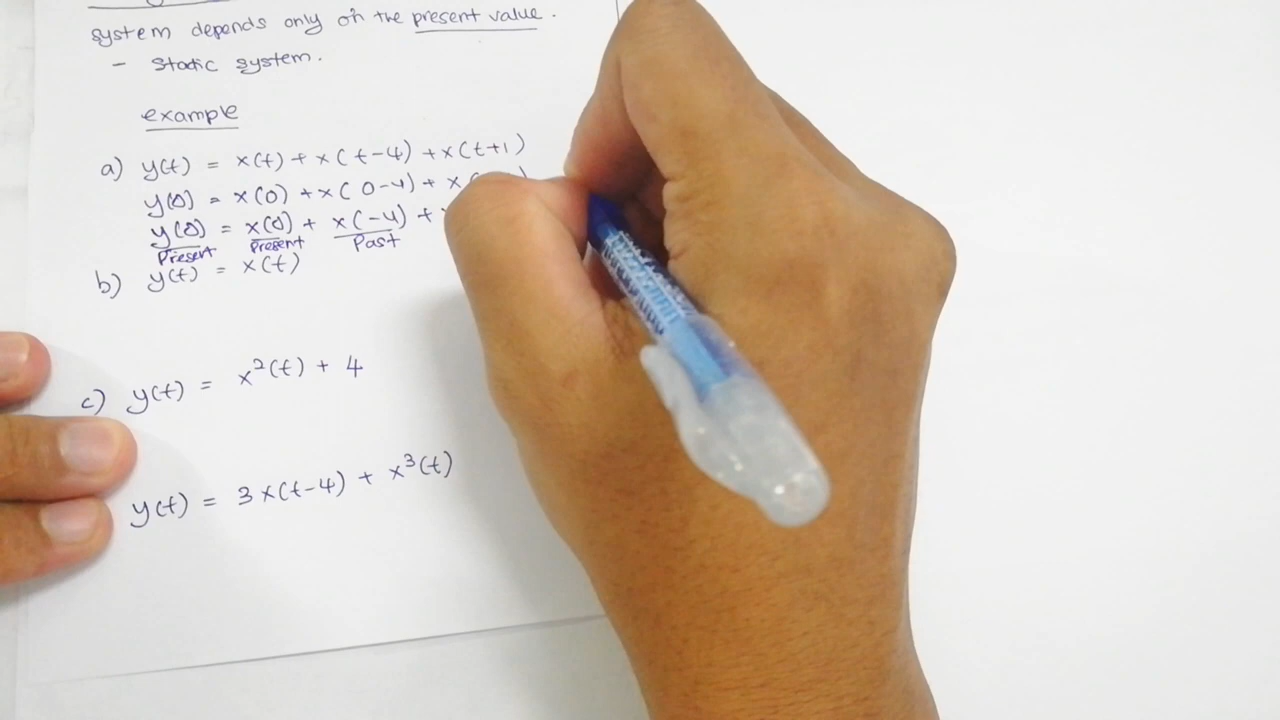 system depends only on the present value.
- Static system.
example
a) y(t) = x(t) + x(t-4) + x(t+1)
y(0) = x(0) + x(0-4) + x(
y(0) = x(0) + x(-4) +
Present Present Past
b) y(t) = x(t)
c) y(t) = x²(t) + 4
y(t) = 3x(t-4) + x³(t)